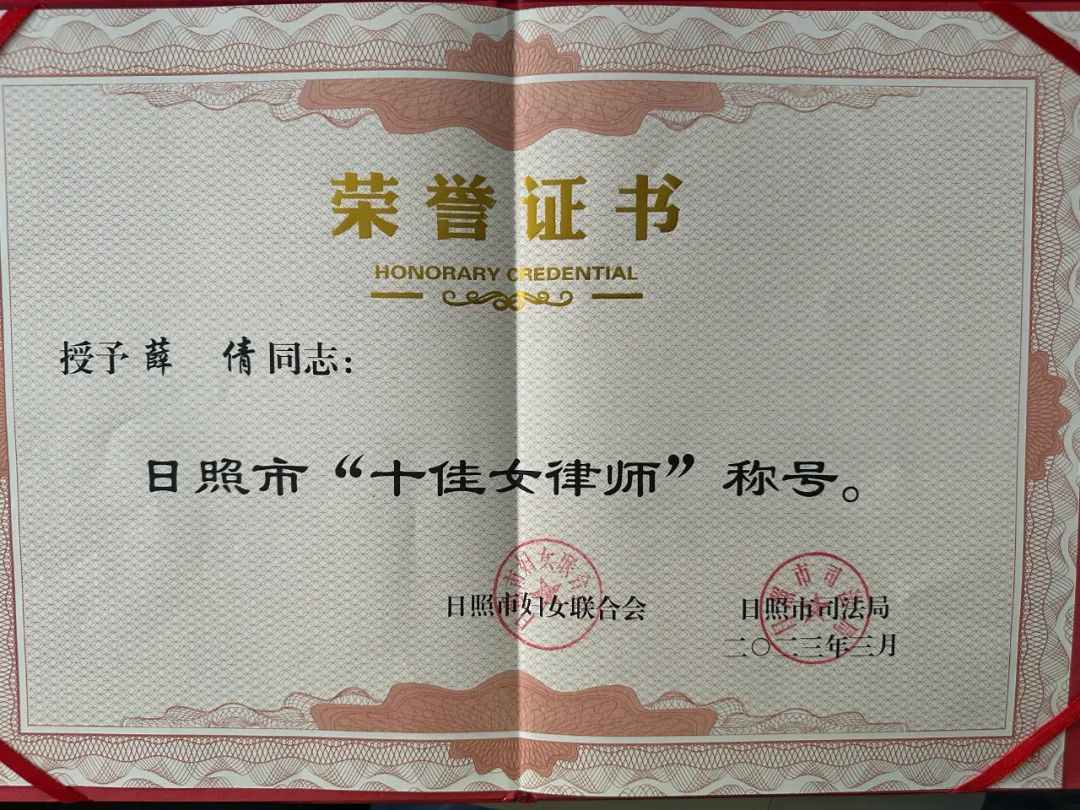 荣誉证书
HONORARY CREDENTIAL
授予薛 倩同志：
日照市“十佳女律师”称号。
日照市妇女联合会 日照市司法局
二〇二三年三月